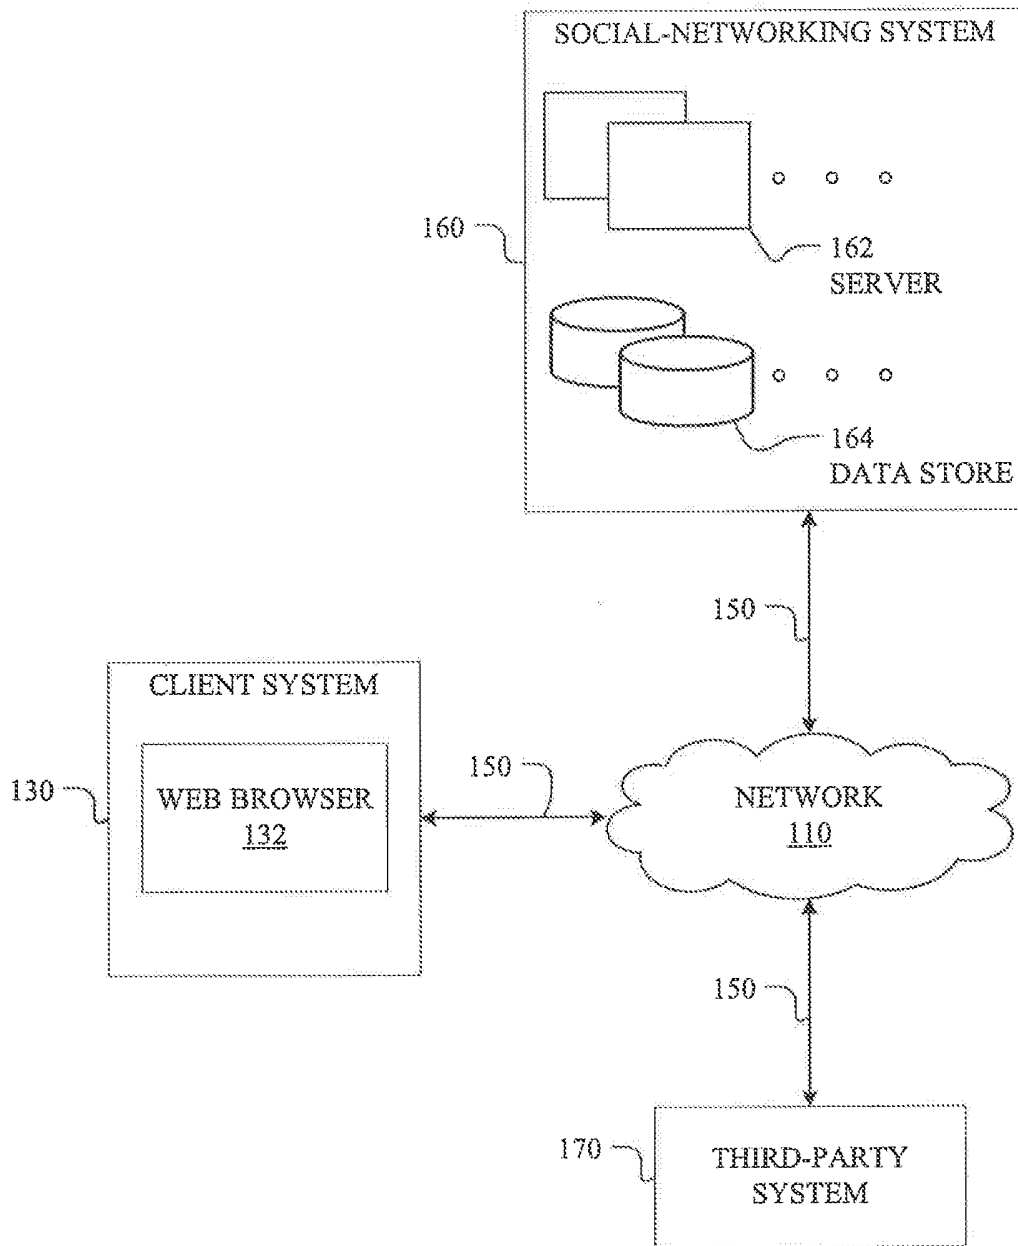 SOCIAL-NETWORKING SYSTEM
160
162
SERVER
164
DATA STORE
150
CLIENT SYSTEM
130
WEB BROWSER
132
150
NETWORK
110
150
170
THIRD-PARTY
SYSTEM